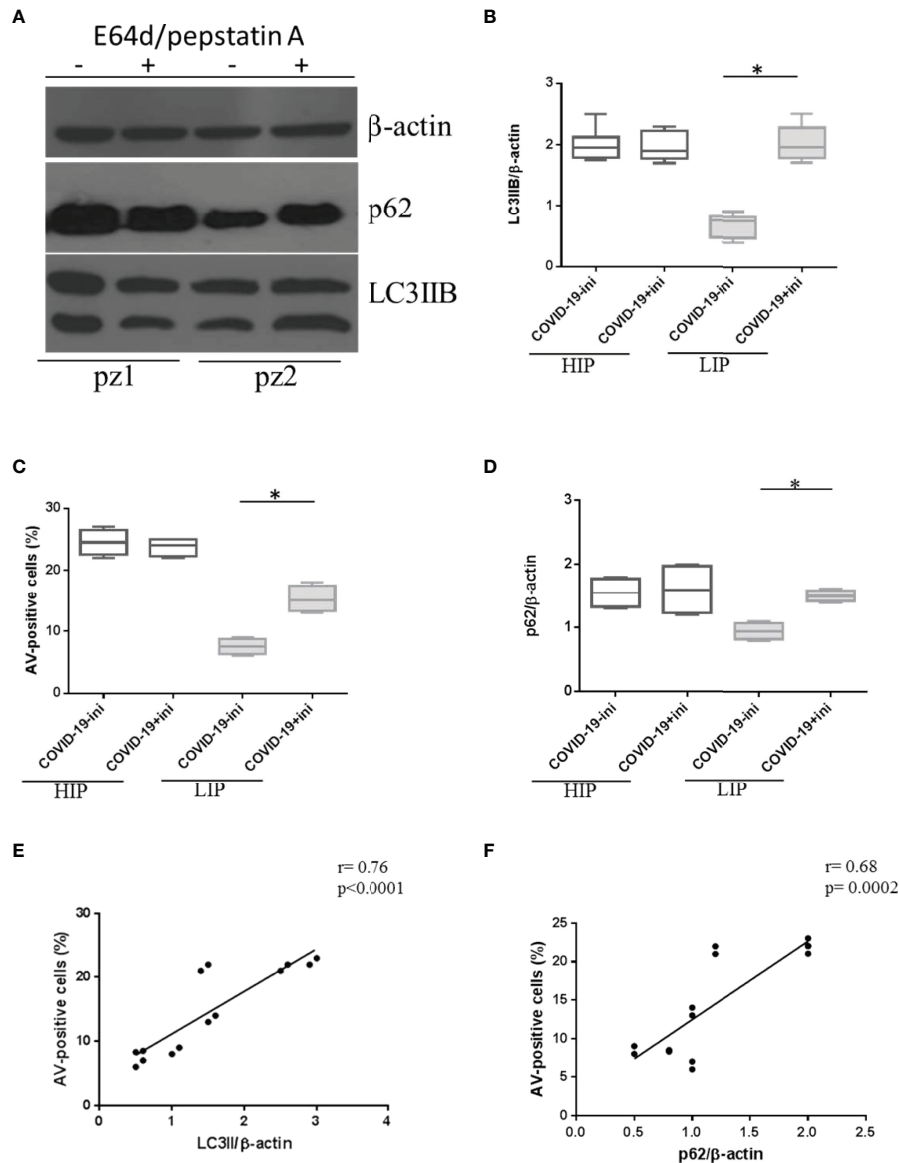 A
E64d/pepstatin A
- + - +
β-actin
p62
LC3IIB
pz1 pz2
B
LC3IIB/β-actin
3
2
1
0
*
COVID-19-ini
COVID-19+ini
COVID-19-ini
COVID-19+ini
HIP LIP
C
AV-positive cells (%)
30
20
10
0
*
COVID-19-ini
COVID-19+ini
COVID-19-ini
COVID-19+ini
HIP LIP
D
p62/β-actin
3
2
1
0
*
COVID-19-ini
COVID-19+ini
COVID-19-ini
COVID-19+ini
HIP LIP
E
r= 0.76
p<0.0001
AV-positive cells (%)
30
20
10
0
0 1 2 3 4
LC3II/β-actin
F
r= 0.68
p= 0.0002
AV-positive cells (%)
25
20
15
10
5
0
0.0 0.5 1.0 1.5 2.0 2.5
p62/β-actin